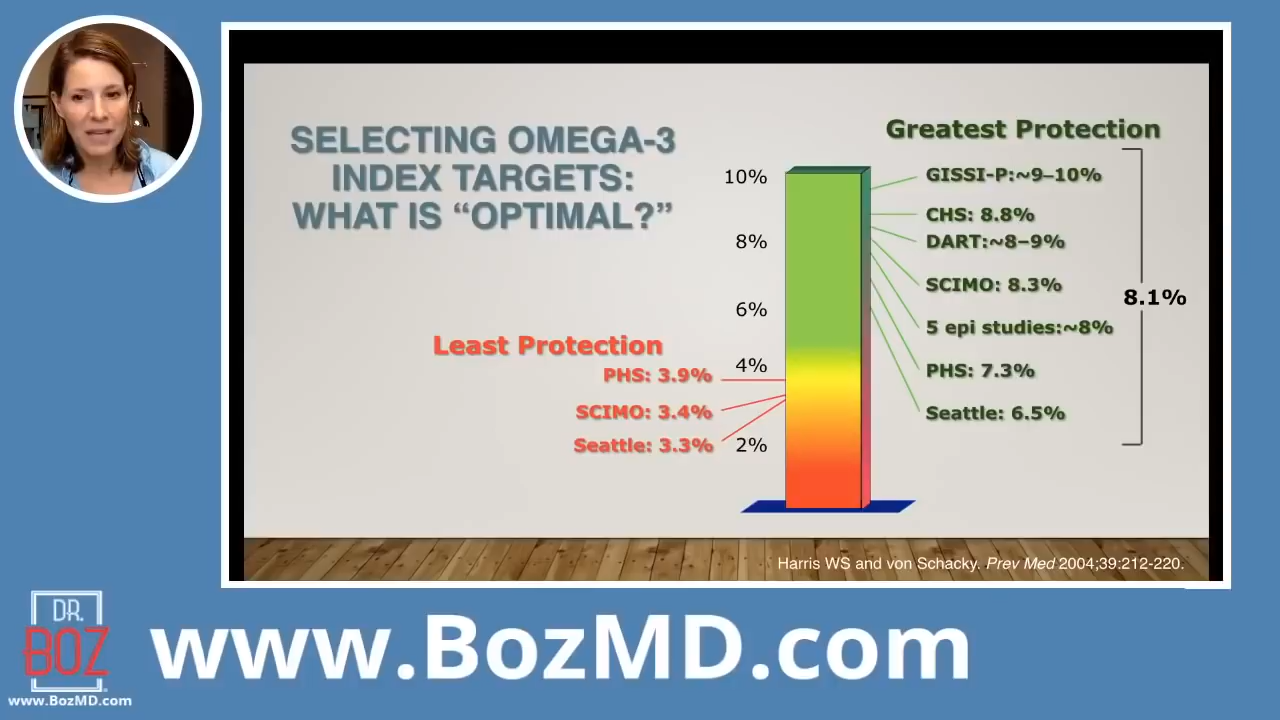 SELECTING OMEGA-3
INDEX TARGETS:
WHAT IS “OPTIMAL?”
Least Protection
PHS: 3.9%
SCIMO: 3.4%
Seattle: 3.3%
10%
8%
6%
4%
2%
Greatest Protection
GISSI-P:~9–10%
CHS: 8.8%
DART:~8–9%
SCIMO: 8.3%
5 epi studies:~8%
PHS: 7.3%
Seattle: 6.5%
8.1%
Harris WS and von Schacky. Prev Med 2004;39:212-220.
DR.
BOZ
www.BozMD.com
www.BozMD.com